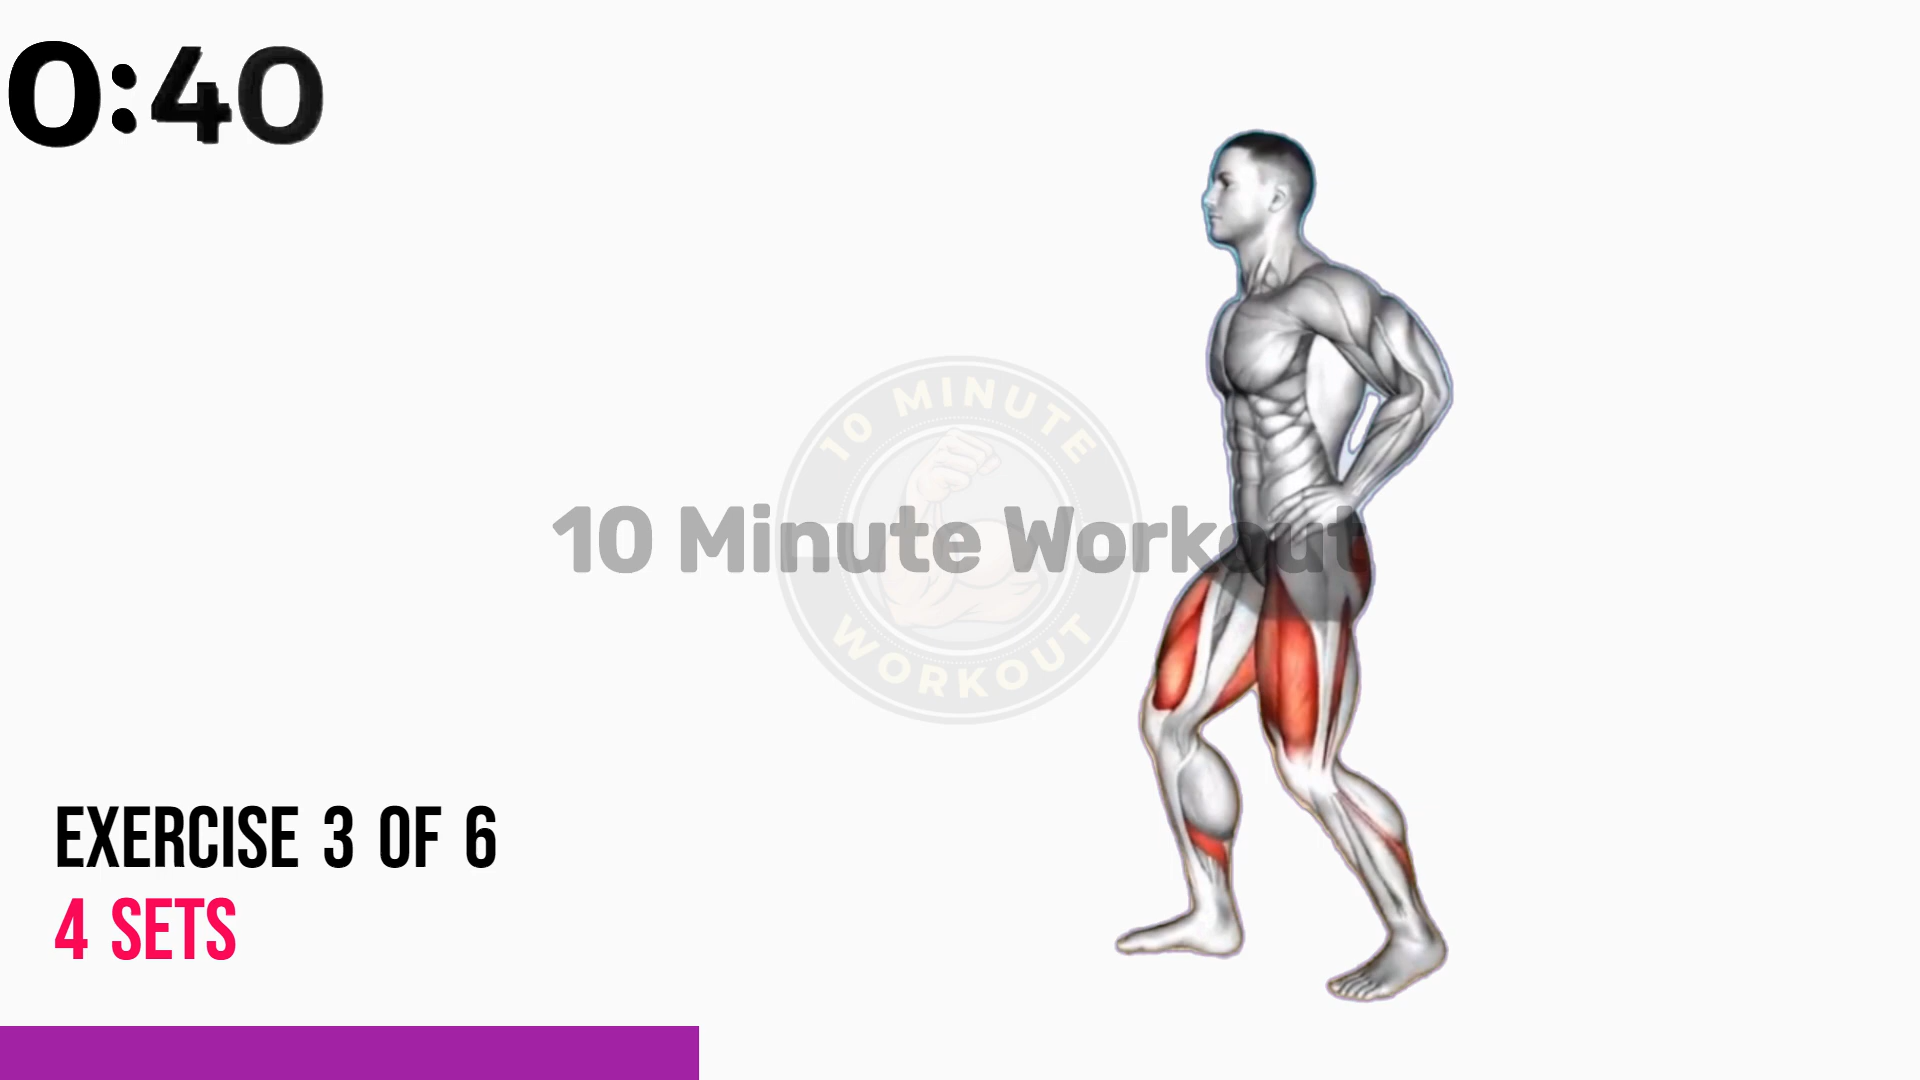 0:40
10 MINUTE
10 Minute Workout
WORKOUT
EXERCISE 3 OF 6
4 SETS